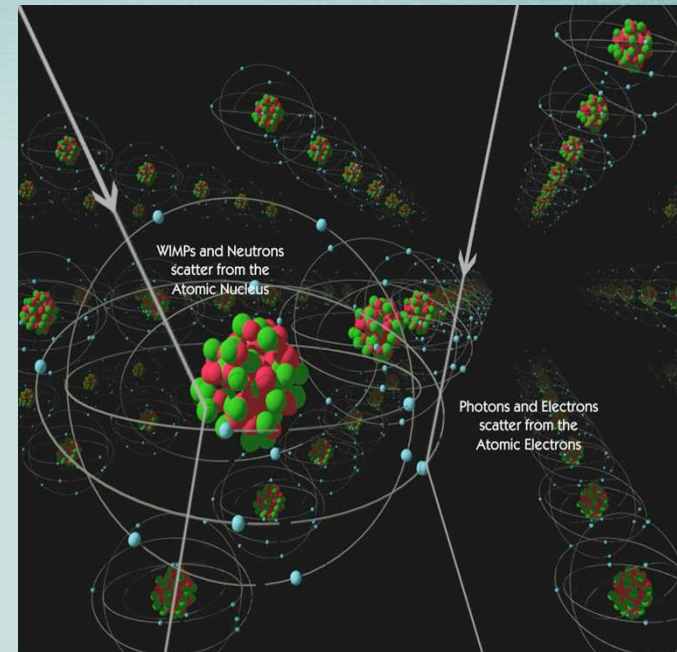 WIMPs and Neutrons
scatter from the
Atomic Nucleus
Photons and Electrons
scatter from the
Atomic Electrons